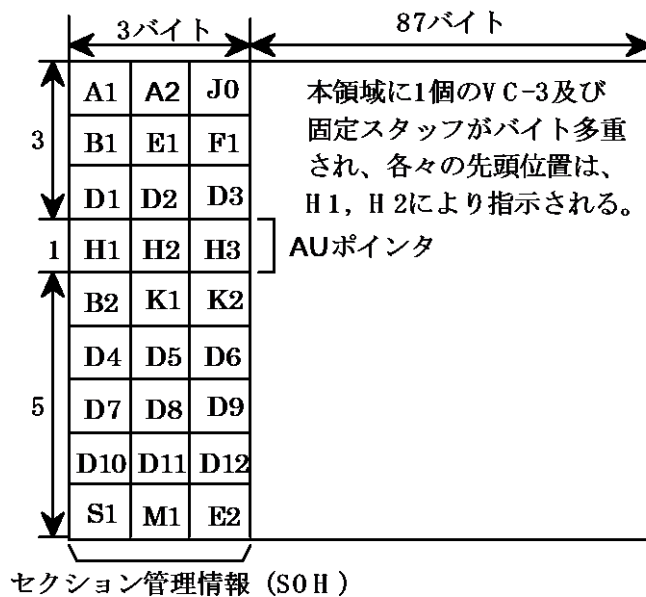 3バイト
87バイト
A1 A2 J0
B1 E1 F1
D1 D2 D3
3
本領域に1個のVC-3及び
固定スタッフがバイト多重
され、各々の先頭位置は、
H1, H2により指示される。
1
H1 H2 H3
AUポインタ
B2 K1 K2
D4 D5 D6
5
D7 D8 D9
D10 D11 D12
S1 M1 E2
セクション管理情報 (SOH)